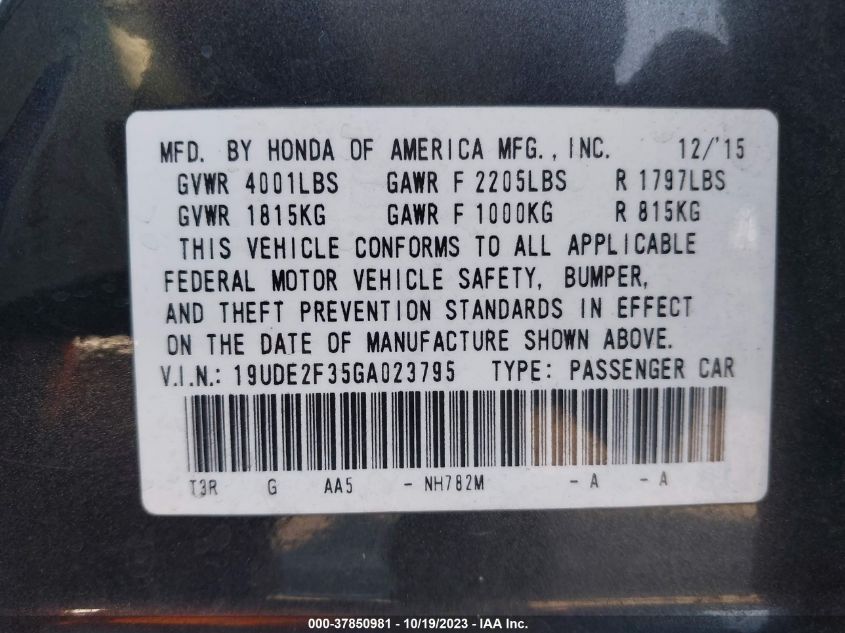 MFD. BY HONDA OF AMERICA MFG., INC. 12/'15
GVWR 4001LBS GAWR F 2205LBS R 1797LBS
GVWR 1815KG GAWR F 1000KG R 815KG
THIS VEHICLE CONFORMS TO ALL APPLICABLE
FEDERAL MOTOR VEHICLE SAFETY, BUMPER,
AND THEFT PREVENTION STANDARDS IN EFFECT
ON THE DATE OF MANUFACTURE SHOWN ABOVE.
V.I.N.: 19UDE2F35GA023795 TYPE: PASSENGER CAR
T3R G AA5 - NH782M - A - A
000-37850981 - 10/19/2023 - IAA Inc.